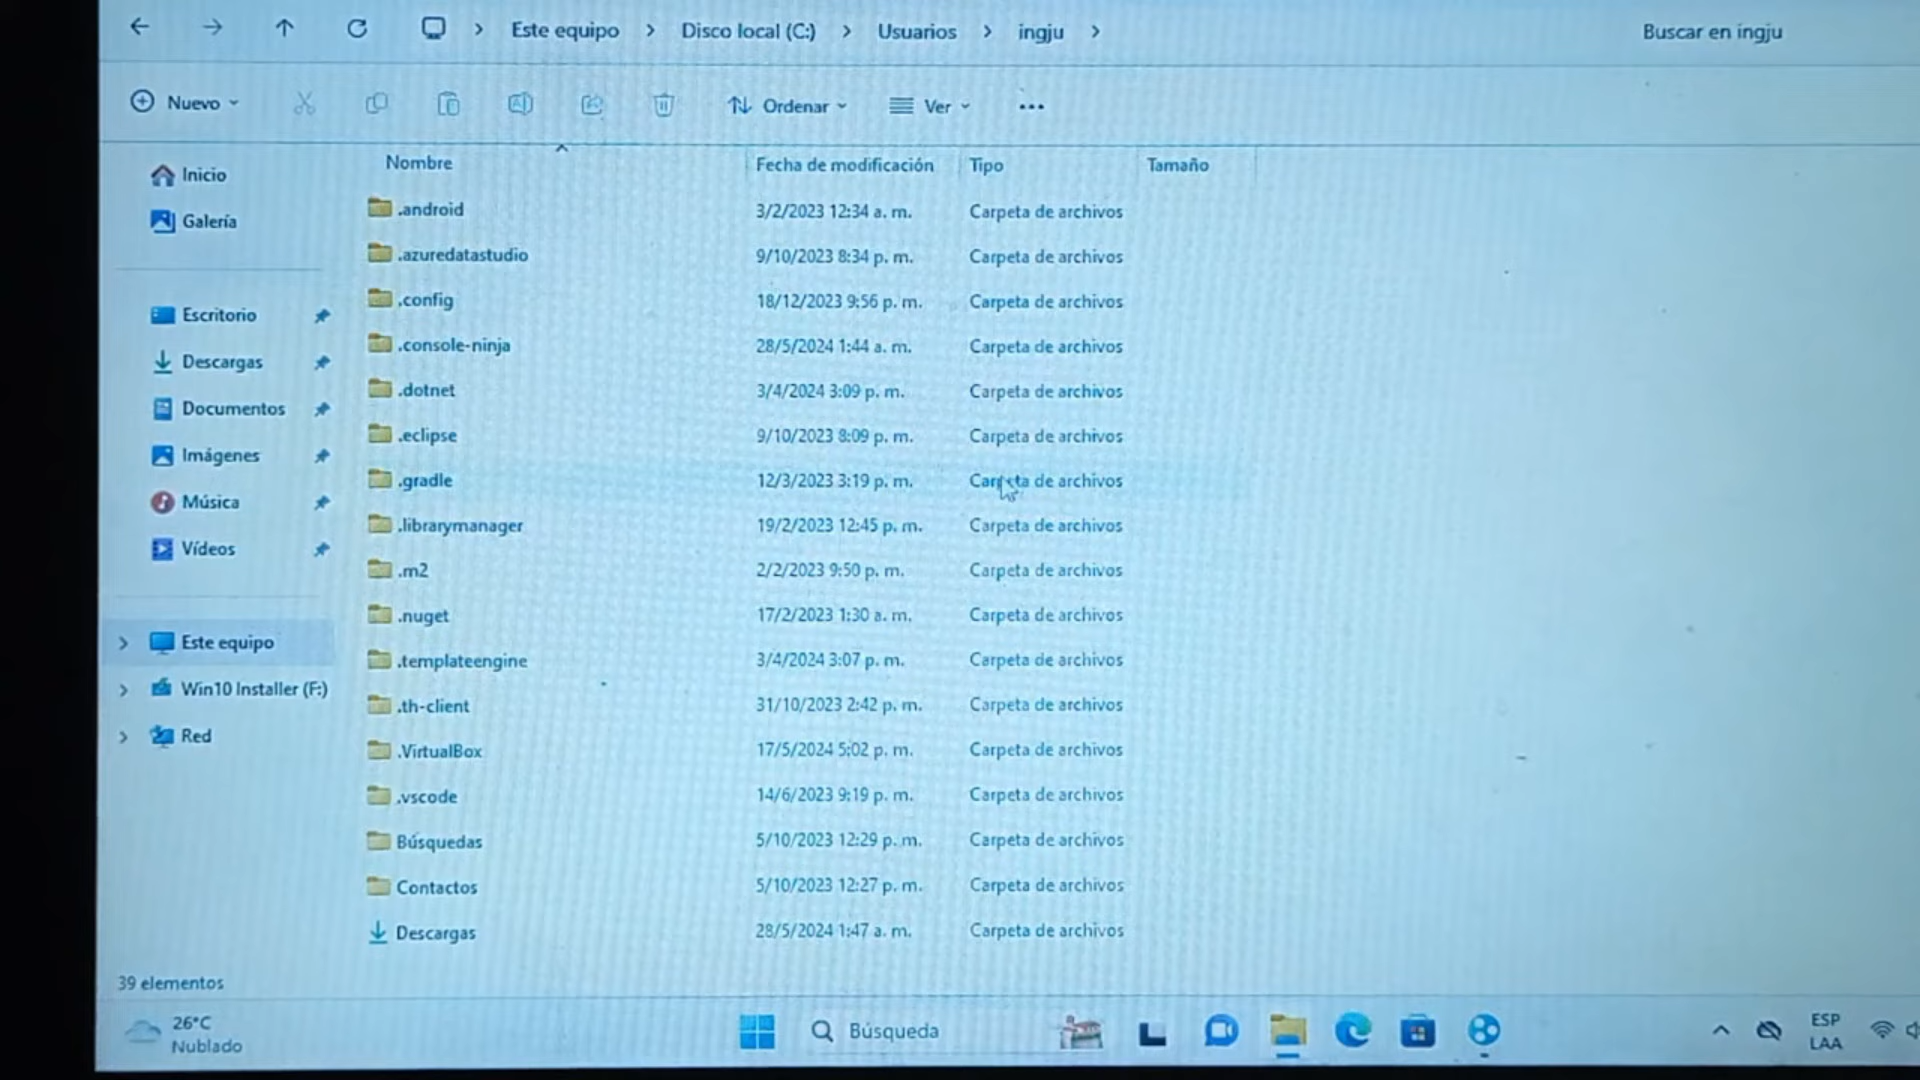 Este equipo > Disco local (C:) > Usuarios > ingju >
Buscar en ingju
Nuevo
Ordenar
Ver
Nombre Fecha de modificación Tipo Tamaño
Inicio
Galería
Escritorio
Descargas
Documentos
Imágenes
Música
Vídeos
Este equipo
Win10 Installer (F:)
Red
.android 3/2/2023 12:34 a. m. Carpeta de archivos
.azuredatastudio 9/10/2023 8:34 p. m. Carpeta de archivos
.config 18/12/2023 9:56 p. m. Carpeta de archivos
.console-ninja 28/5/2024 1:44 a. m. Carpeta de archivos
.dotnet 3/4/2024 3:09 p. m. Carpeta de archivos
.eclipse 9/10/2023 8:09 p. m. Carpeta de archivos
.gradle 12/3/2023 3:19 p. m. Carpeta de archivos
.librarymanager 19/2/2023 12:45 p. m. Carpeta de archivos
.m2 2/2/2023 9:50 p. m. Carpeta de archivos
.nuget 17/2/2023 1:30 a. m. Carpeta de archivos
.templateengine 3/4/2024 3:07 p. m. Carpeta de archivos
.th-client 31/10/2023 2:42 p. m. Carpeta de archivos
.VirtualBox 17/5/2024 5:02 p. m. Carpeta de archivos
.vscode 14/6/2023 9:19 p. m. Carpeta de archivos
Búsquedas 5/10/2023 12:29 p. m. Carpeta de archivos
Contactos 5/10/2023 12:27 p. m. Carpeta de archivos
Descargas 28/5/2024 1:47 a. m. Carpeta de archivos
39 elementos
26°C
Nublado
Búsqueda
ESP
LAA